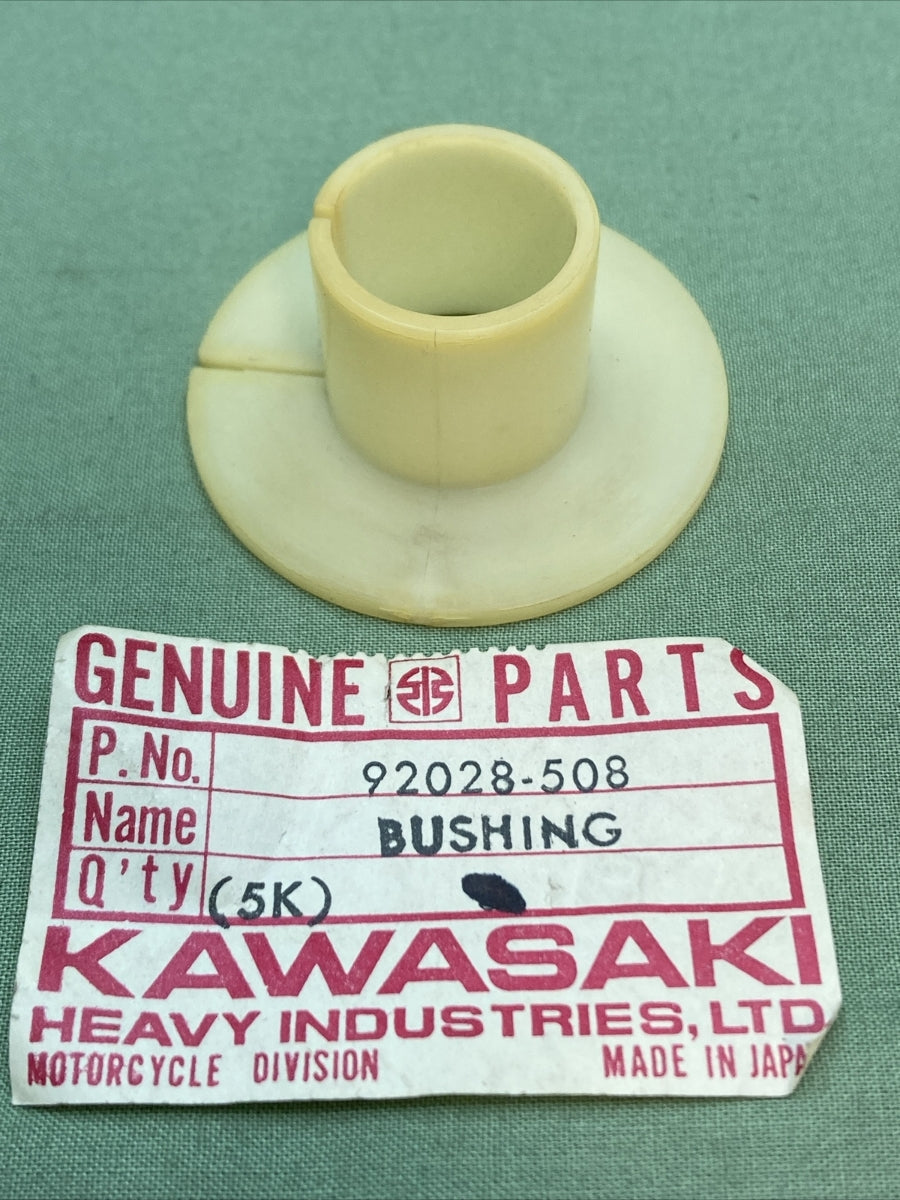 GENUINE PARTS
P. No. 92028-508
Name BUSHING
Q'ty (5K)
KAWASAKI
HEAVY INDUSTRIES, LTD
MOTORCYCLE DIVISION MADE IN JAPA